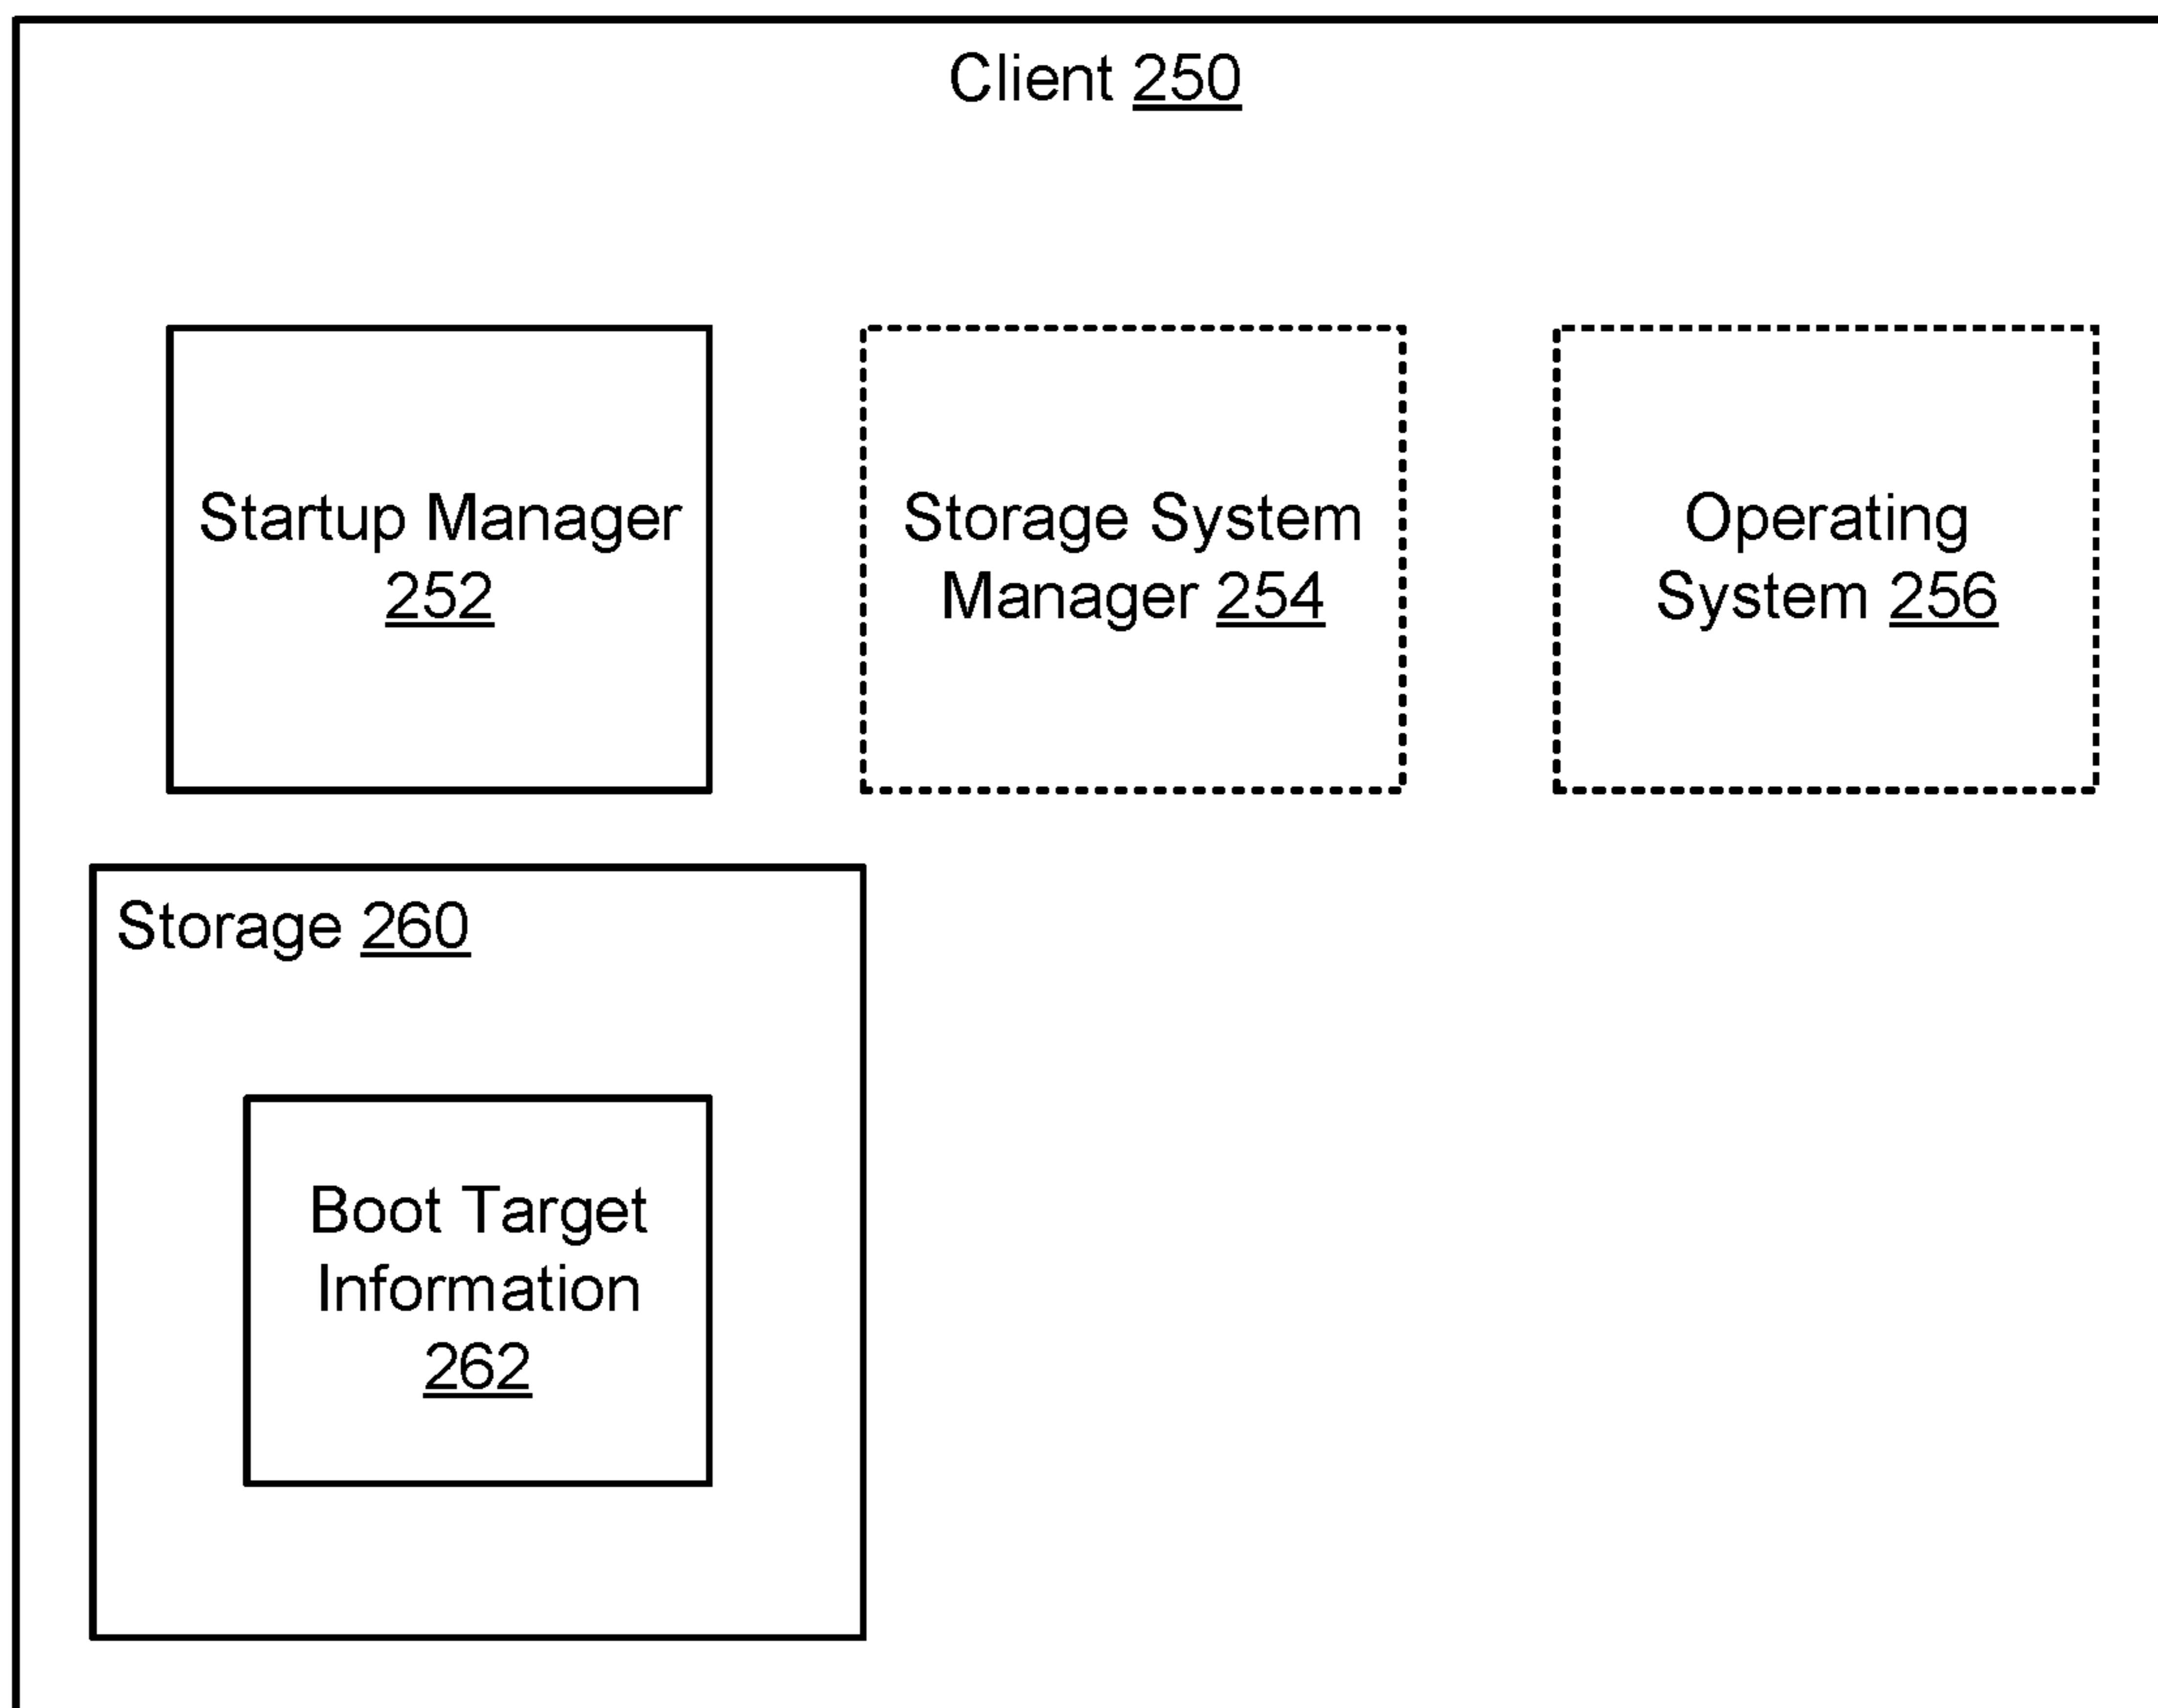 Client 250
Startup Manager
252
Storage System
Manager 254
Operating
System 256
Storage 260
Boot Target
Information
262